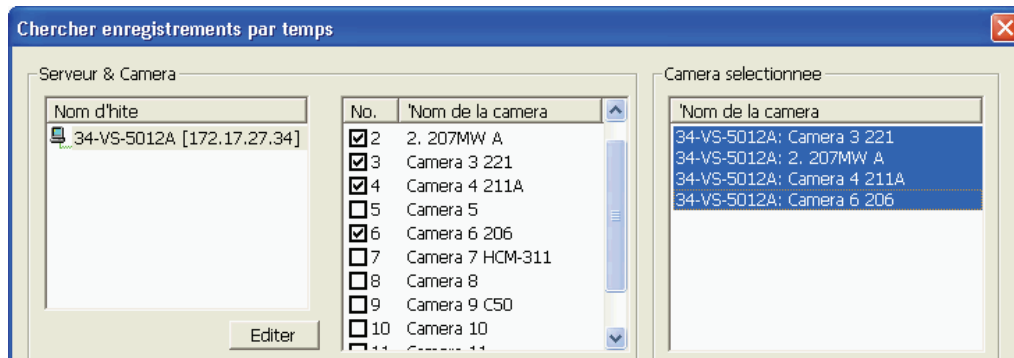 Chercher enregistrements par temps
Serveur & Camera
Nom d'hite
34-VS-5012A [172.17.27.34]
Editer
No. 'Nom de la camera
2 2. 207MW A
3 Camera 3 221
4 Camera 4 211A
5 Camera 5
6 Camera 6 206
7 Camera 7 HCM-311
8 Camera 8
9 Camera 9 C50
10 Camera 10
Camera selectionnee
'Nom de la camera
34-VS-5012A: Camera 3 221
34-VS-5012A: 2. 207MW A
34-VS-5012A: Camera 4 211A
34-VS-5012A: Camera 6 206